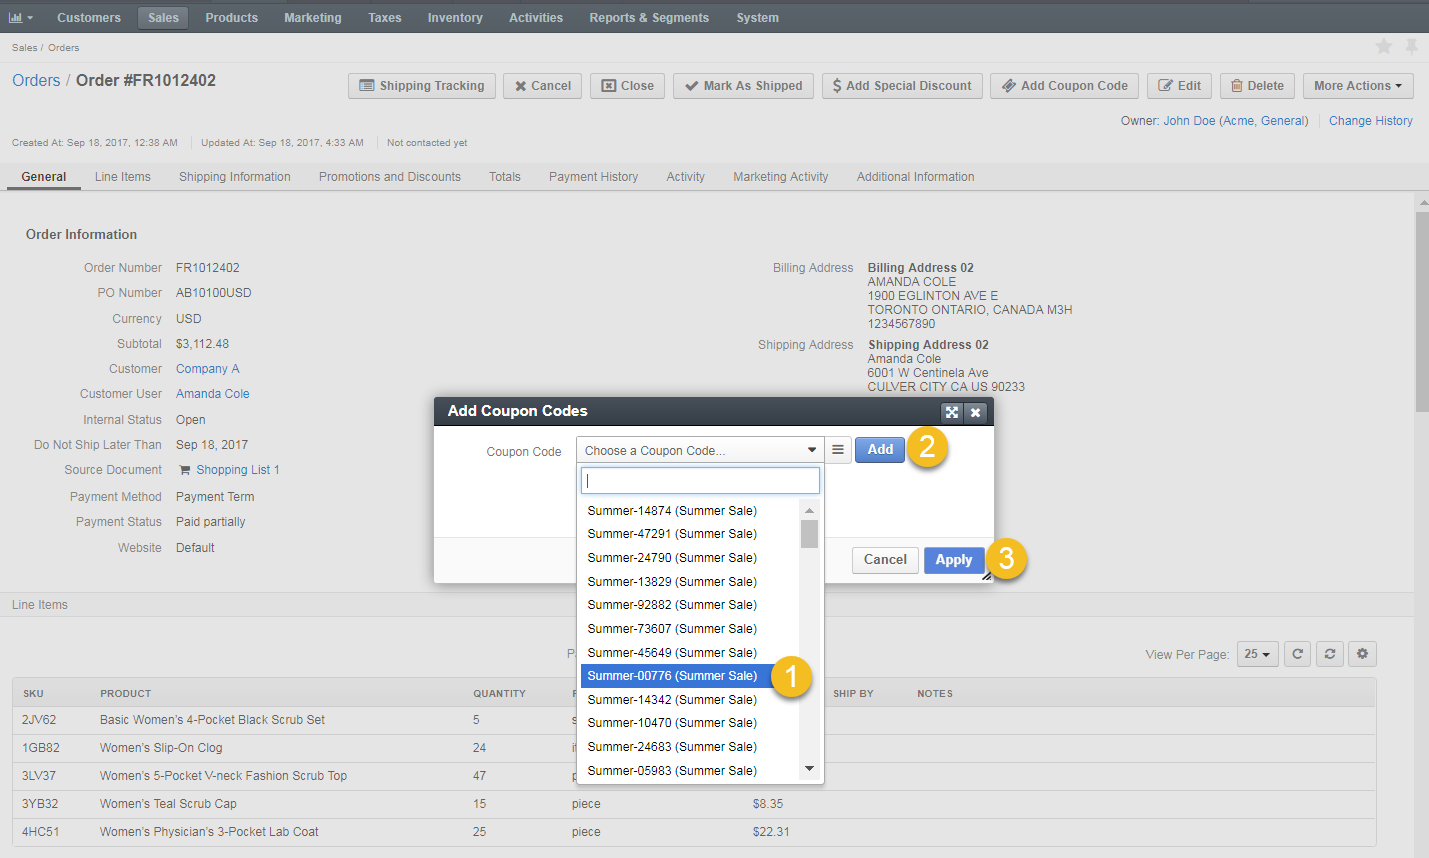 Customers Sales Products Marketing Taxes Inventory Activities Reports & Segments System
Sales / Orders
Orders / Order #FR1012402
Shipping Tracking Cancel Close Mark As Shipped $ Add Special Discount Add Coupon Code Edit Delete More Actions
Owner: John Doe (Acme, General) Change History
Created At: Sep 18, 2017, 12:38 AM Updated At: Sep 18, 2017, 4:33 AM Not contacted yet
General Line Items Shipping Information Promotions and Discounts Totals Payment History Activity Marketing Activity Additional Information
Order Information
Order Number FR1012402
PO Number AB10100USD
Currency USD
Subtotal $3,112.48
Customer Company A
Customer User Amanda Cole
Internal Status Open
Do Not Ship Later Than Sep 18, 2017
Source Document Shopping List 1
Payment Method Payment Term
Payment Status Paid partially
Website Default
Billing Address Billing Address 02
AMANDA COLE
1900 EGLINTON AVE E
TORONTO ONTARIO, CANADA M3H
1234567890
Shipping Address Shipping Address 02
Amanda Cole
6001 W Centinela Ave
CULVER CITY CA US 90233
Add Coupon Codes
Coupon Code Choose a Coupon Code... Add 2
Summer-14874 (Summer Sale)
Summer-47291 (Summer Sale)
Summer-24790 (Summer Sale)
Summer-13829 (Summer Sale)
Summer-92882 (Summer Sale)
Summer-73607 (Summer Sale)
Summer-45649 (Summer Sale)
Summer-00776 (Summer Sale) 1
Summer-14342 (Summer Sale)
Summer-10470 (Summer Sale)
Summer-24683 (Summer Sale)
Summer-05983 (Summer Sale)
Cancel Apply 3
Line Items
View Per Page: 25
SKU PRODUCT QUANTITY SHIP BY NOTES
2JV62 Basic Women's 4-Pocket Black Scrub Set 5
1GB82 Women's Slip-On Clog 24
3LV37 Women's 5-Pocket V-neck Fashion Scrub Top 47
3YB32 Women's Teal Scrub Cap 15 piece $8.35
4HC51 Women's Physician's 3-Pocket Lab Coat 25 piece $22.31